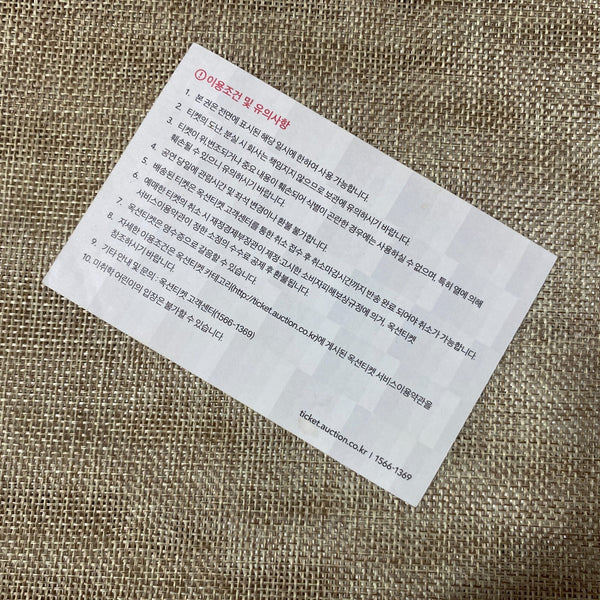 이용조건 및 유의사항
1. 본 권은 전면에 표시된 해당 일시에 한하여 사용 가능합니다.
2. 티켓의 도난, 분실 시 회사는 책임지지 않으므로 보관에 유의하시기 바랍니다.
3. 티켓이 위,변조되거나 중요 내용이 훼손되어 식별이 곤란한 경우에는 사용하실 수 없으며, 특히 열에 의해
훼손될 수 있으니 유의하시기 바랍니다.
4. 공연 당일에 관람시간 및 좌석 변경이나 환불 불가합니다.
5. 배송된 티켓은 옥션티켓 고객센터를 통한 취소 접수 후 취소마감시간까지 반송 완료 되어야 취소가 가능합니다.
6. 예매한 티켓의 취소 시 재정경제부장관이 제정·고시한 소비자피해보상규정에 의거, 옥션티켓
서비스이용약관이 정한 소정의 수수료 공제 후 환불됩니다.
7. 옥션티켓은 영수증으로 갈음할 수 있습니다.
8. 자세한 이용조건은 옥션티켓 카테고리(http://ticket.auction.co.kr)에 게시된 옥션티켓 서비스이용약관을
참조하시기 바랍니다.
9. 기타 안내 및 문의 : 옥션티켓 고객센터(1566-1369)
10. 미취학 어린이의 입장은 불가할 수 있습니다.
ticket.auction.co.kr | 1566-1369